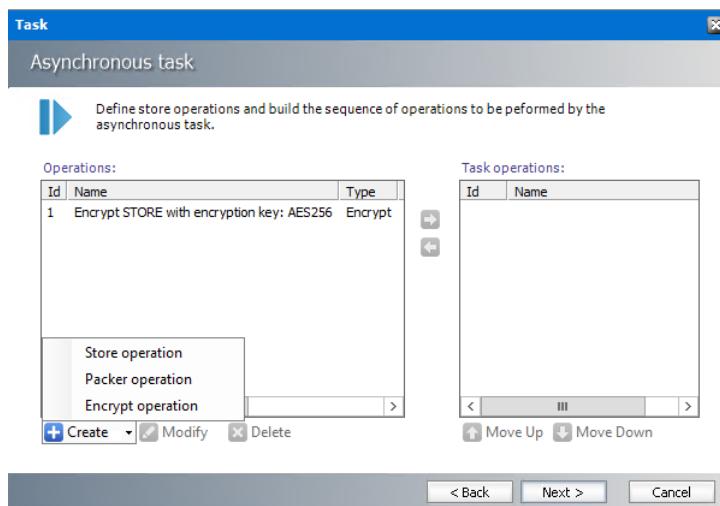 Task
Asynchronous task
Define store operations and build the sequence of operations to be peformed by the
asynchronous task.
Operations:
Task operations:
Id Name Type
Id Name
1 Encrypt STORE with encryption key: AES256 Encrypt
Store operation
Packer operation
Encrypt operation
Create Modify Delete
Move Up Move Down
< Back Next > Cancel